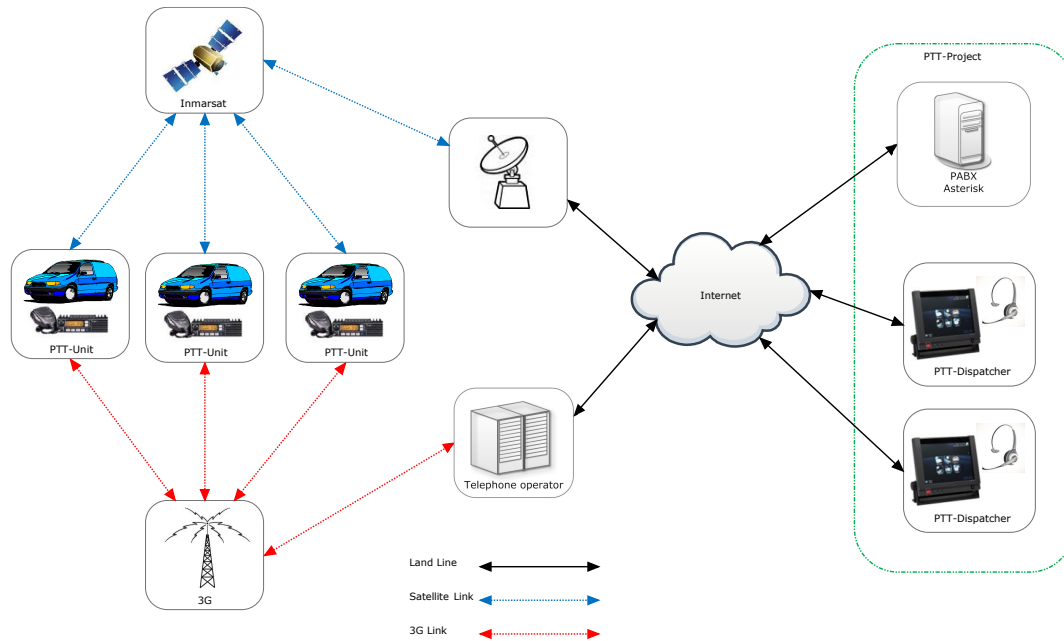 PTT-Project
Inmarsat
PABX
Asterisk
Internet
PTT-Unit
PTT-Unit
PTT-Unit
PTT-Dispatcher
Telephone operator
PTT-Dispatcher
3G
Land Line
Satellite Link
3G Link